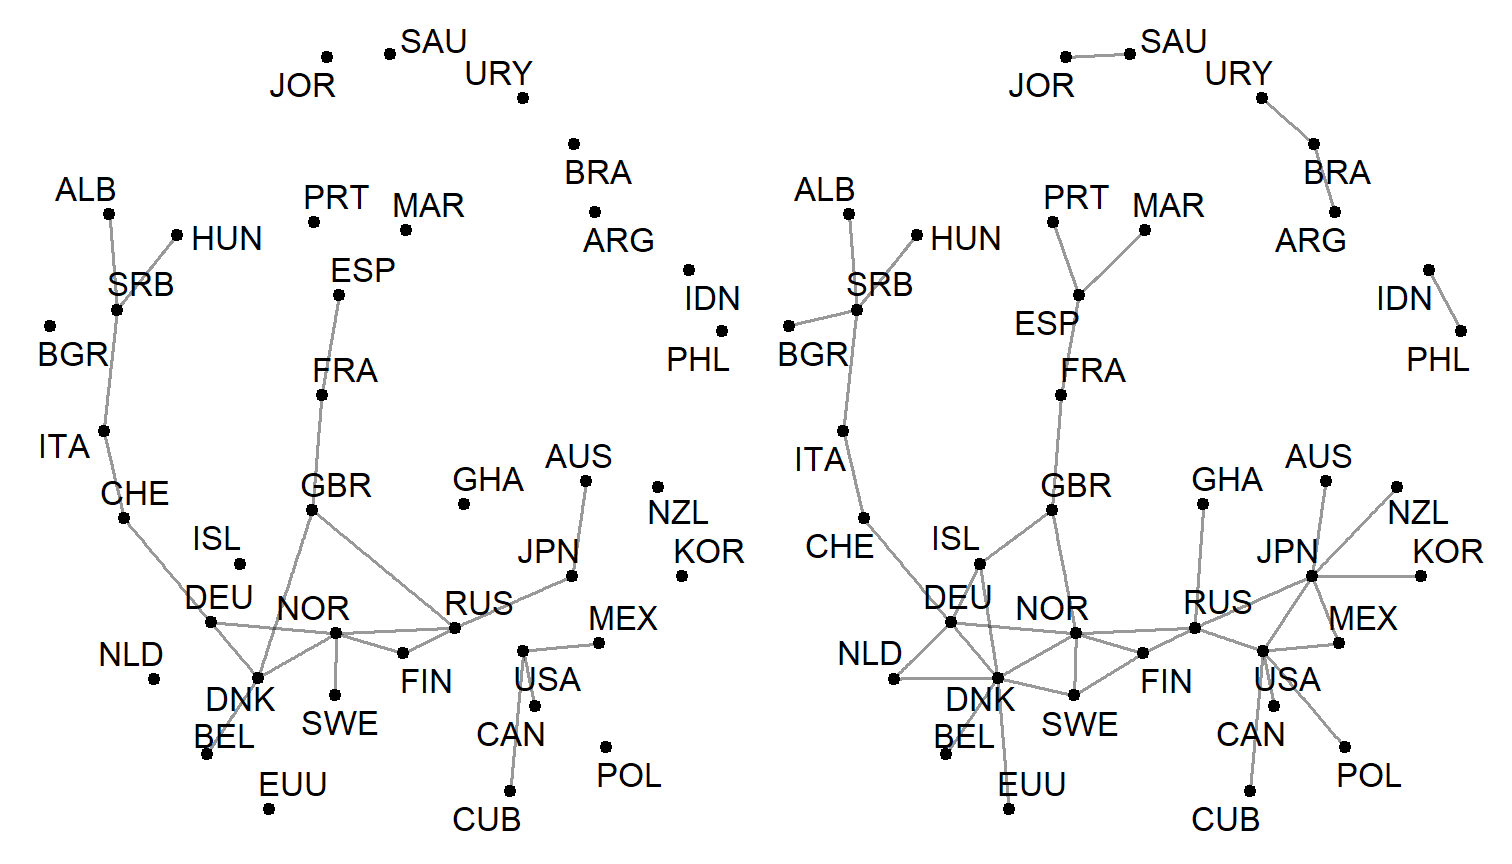 SAU
JOR
URY
BRA
ALB
PRT
MAR
HUN
ARG
ESP
SRB
IDN
BGR
PHL
FRA
ITA
AUS
CHE
GBR
GHA
NZL
ISL
JPN
KOR
DEU
NOR
RUS
MEX
NLD
FIN
USA
DNK
SWE
BEL
CAN
POL
EUU
CUB
SAU
JOR
URY
BRA
ALB
PRT
MAR
HUN
ARG
SRB
IDN
ESP
BGR
PHL
FRA
ITA
AUS
GBR
GHA
NZL
CHE
ISL
JPN
KOR
DEU
NOR
RUS
MEX
NLD
FIN
USA
DNK
SWE
BEL
CAN
POL
EUU
CUB